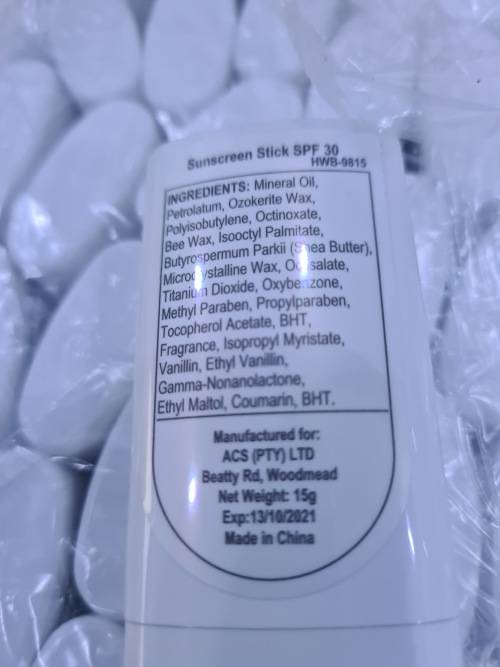 Sunscreen Stick SPF 30
HWB-9815
INGREDIENTS: Mineral Oil,
Petrolatum, Ozokerite Wax,
Polyisobutylene, Octinoxate,
Bee Wax, Isooctyl Palmitate,
Butyrospermum Parkii (Shea Butter),
Microcystalline Wax, Octisalate,
Titanium Dioxide, Oxybenzone,
Methyl Paraben, Propylparaben,
Tocopherol Acetate, BHT,
Fragrance, Isopropyl Myristate,
Vanillin, Ethyl Vanillin,
Gamma-Nonanolactone,
Ethyl Maltol, Coumarin, BHT.
Manufactured for:
ACS (PTY) LTD
Beatty Rd, Woodmead
Net Weight: 15g
Exp:13/10/2021
Made in China